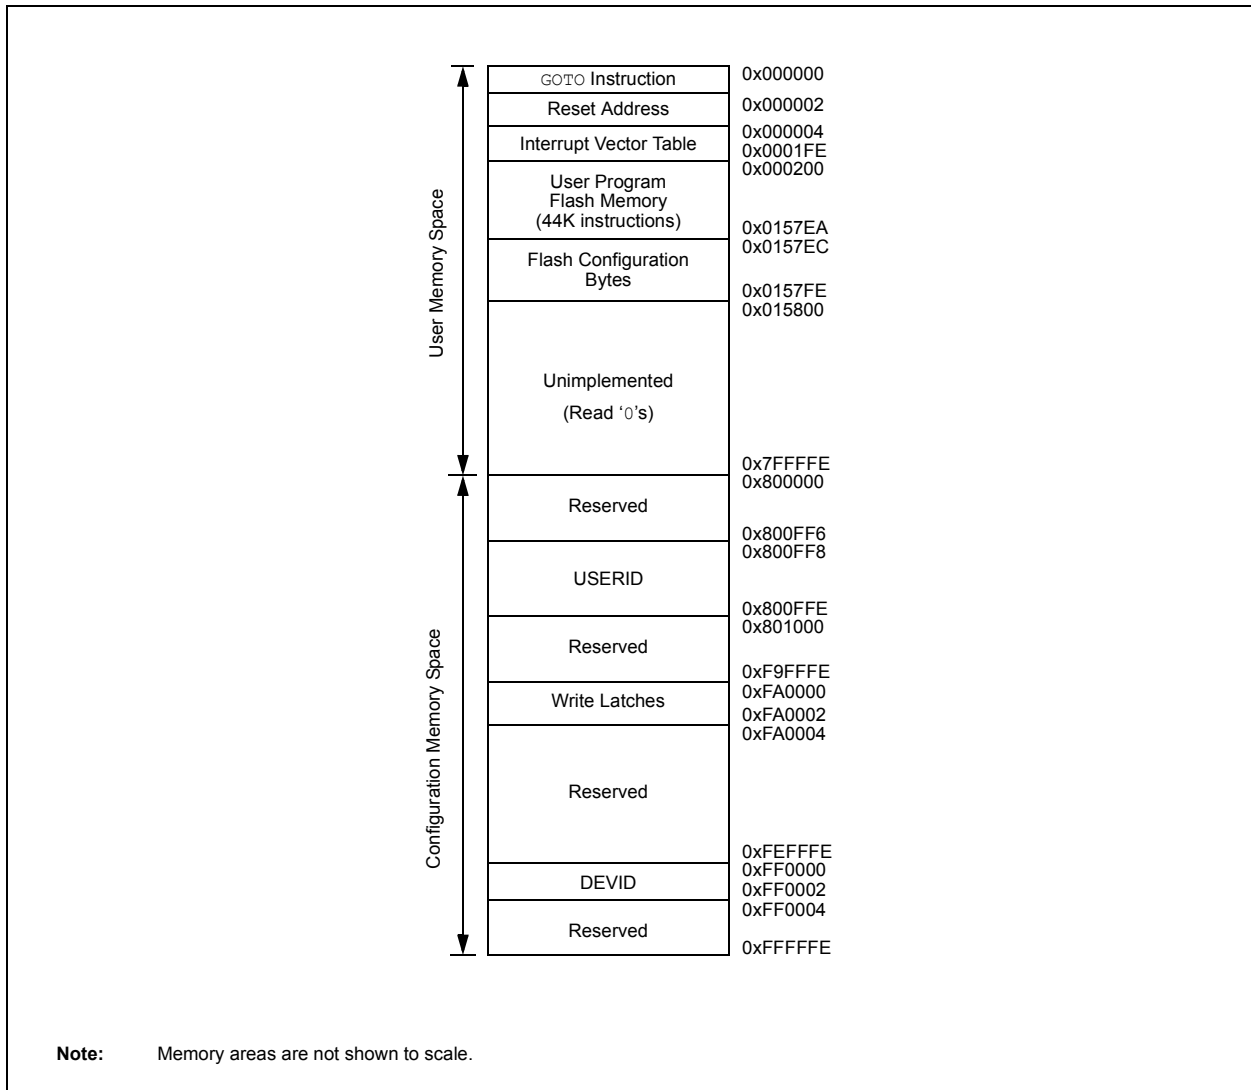 GOTO Instruction 0x000000
Reset Address 0x000002
Interrupt Vector Table 0x000004
0x0001FE
0x000200
User Program
Flash Memory
(44K instructions)
0x0157EA
0x0157EC
Flash Configuration
Bytes
0x0157FE
0x015800
User Memory Space
Unimplemented
(Read ‘0’s)
0x7FFFFE
0x800000
Reserved
0x800FF6
0x800FF8
USERID
0x800FFE
0x801000
Reserved
0xF9FFFE
0xFA0000
Write Latches
0xFA0002
0xFA0004
Configuration Memory Space
Reserved
0xFEFFFE
0xFF0000
DEVID
0xFF0002
0xFF0004
Reserved
0xFFFFFE
Note: Memory areas are not shown to scale.